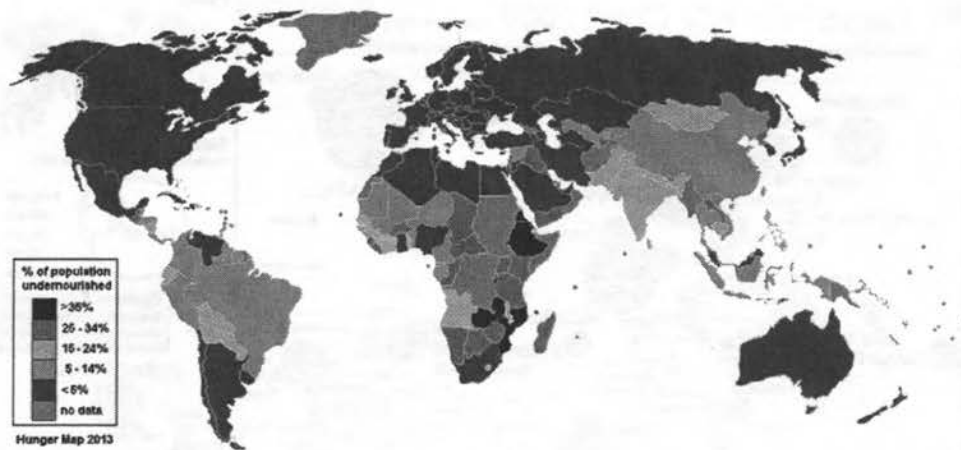 % of population
undernourished
>35%
25 - 34%
15 - 24%
5 - 14%
<5%
no data
Hunger Map 2013